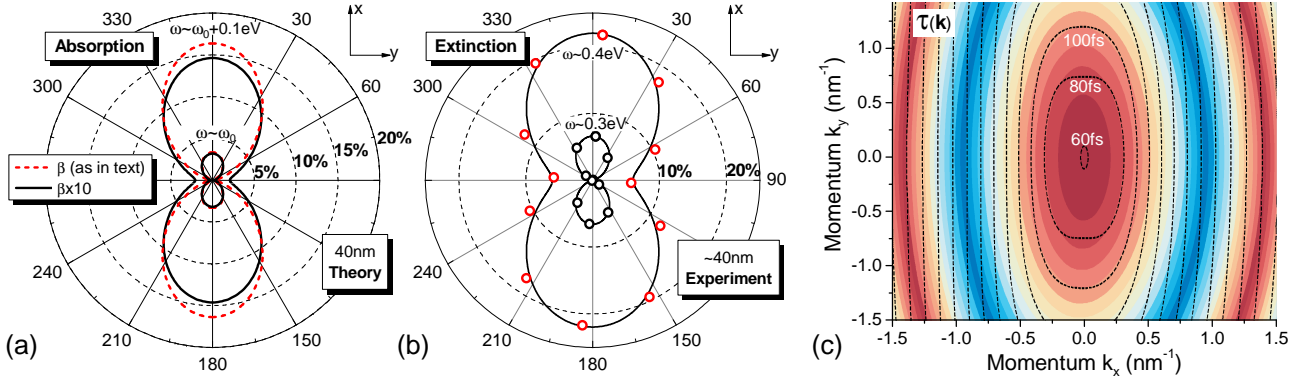 x
y
Absorption
ω~ω₀+0.1eV
ω~ω₀
300
330
30
60
240
210
180
150
5%
10%
15%
20%
β (as in text)
βx10
40nm
Theory
(a)
x
y
Extinction
ω~0.4eV
ω~0.3eV
300
330
30
60
90
240
210
180
150
120
10%
20%
~40nm
Experiment
(b)
τ(k)
100fs
80fs
60fs
Momentum k_y (nm⁻¹)
1.0
0.5
0.0
-0.5
-1.0
-1.5
-1.5
-1.0
-0.5
0.0
0.5
1.0
1.5
Momentum k_x (nm⁻¹)
(c)